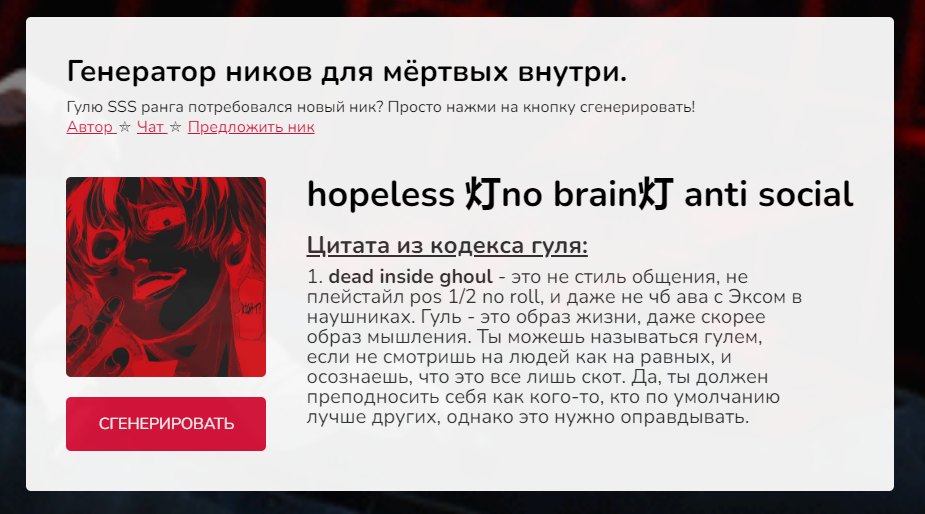 Генератор ников для мёртвых внутри.
Гулю SSS ранга потребовался новый ник? Просто нажми на кнопку сгенерировать!
Автор ⛤ Чат ⛤ Предложить ник
hopeless 灯no brain灯 anti social
Цитата из кодекса гуля:
1. dead inside ghoul - это не стиль общения, не
плейстайл pos 1/2 no roll, и даже не чб ава с Эксом в
наушниках. Гуль - это образ жизни, даже скорее
образ мышления. Ты можешь называться гулем,
если не смотришь на людей как на равных, и
осознаешь, что это все лишь скот. Да, ты должен
преподносить себя как кого-то, кто по умолчанию
лучше других, однако это нужно оправдывать.
СГЕНЕРИРОВАТЬ